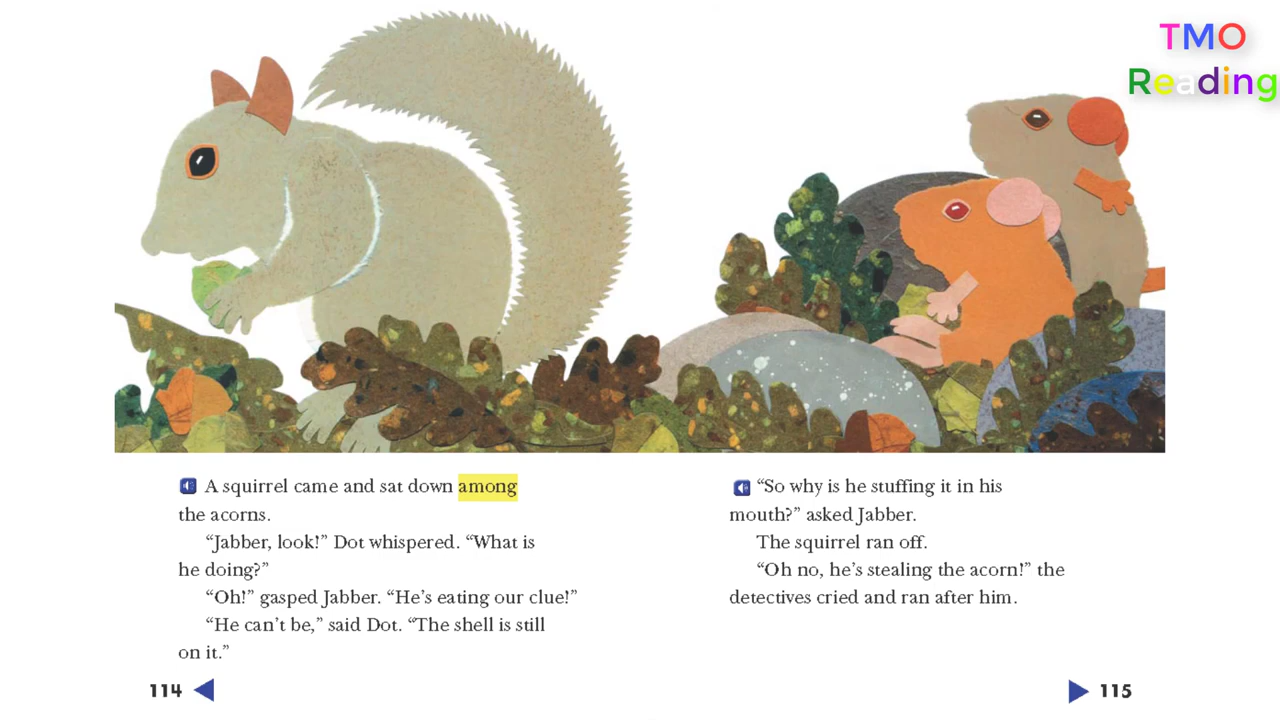 TMO
Reading
A squirrel came and sat down among
the acorns.
“Jabber, look!” Dot whispered. “What is
he doing?”
“Oh!” gasped Jabber. “He’s eating our clue!”
“He can’t be,” said Dot. “The shell is still
on it.”
114
“So why is he stuffing it in his
mouth?” asked Jabber.
The squirrel ran off.
“Oh no, he’s stealing the acorn!” the
detectives cried and ran after him.
115